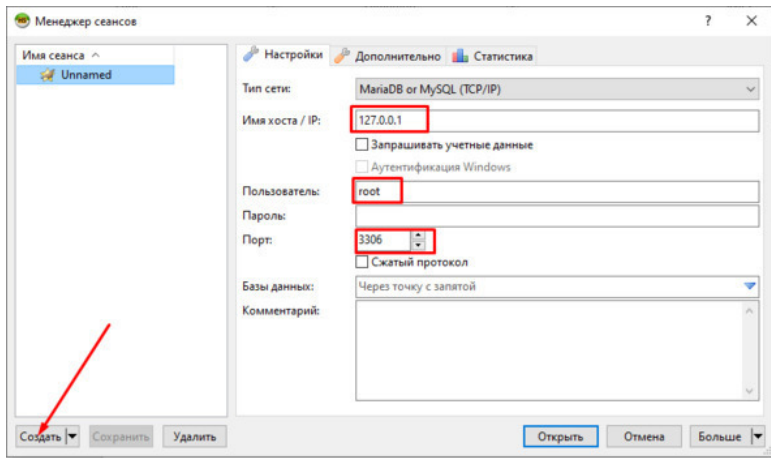 Менеджер сеансов
Имя сеанса
Unnamed
Настройки Дополнительно Статистика
Тип сети: MariaDB or MySQL (TCP/IP)
Имя хоста / IP: 127.0.0.1
Запрашивать учетные данные
Аутентификация Windows
Пользователь: root
Пароль:
Порт: 3306
Сжатый протокол
Базы данных: Через точку с запятой
Комментарий:
Создать Сохранить Удалить Открыть Отмена Больше